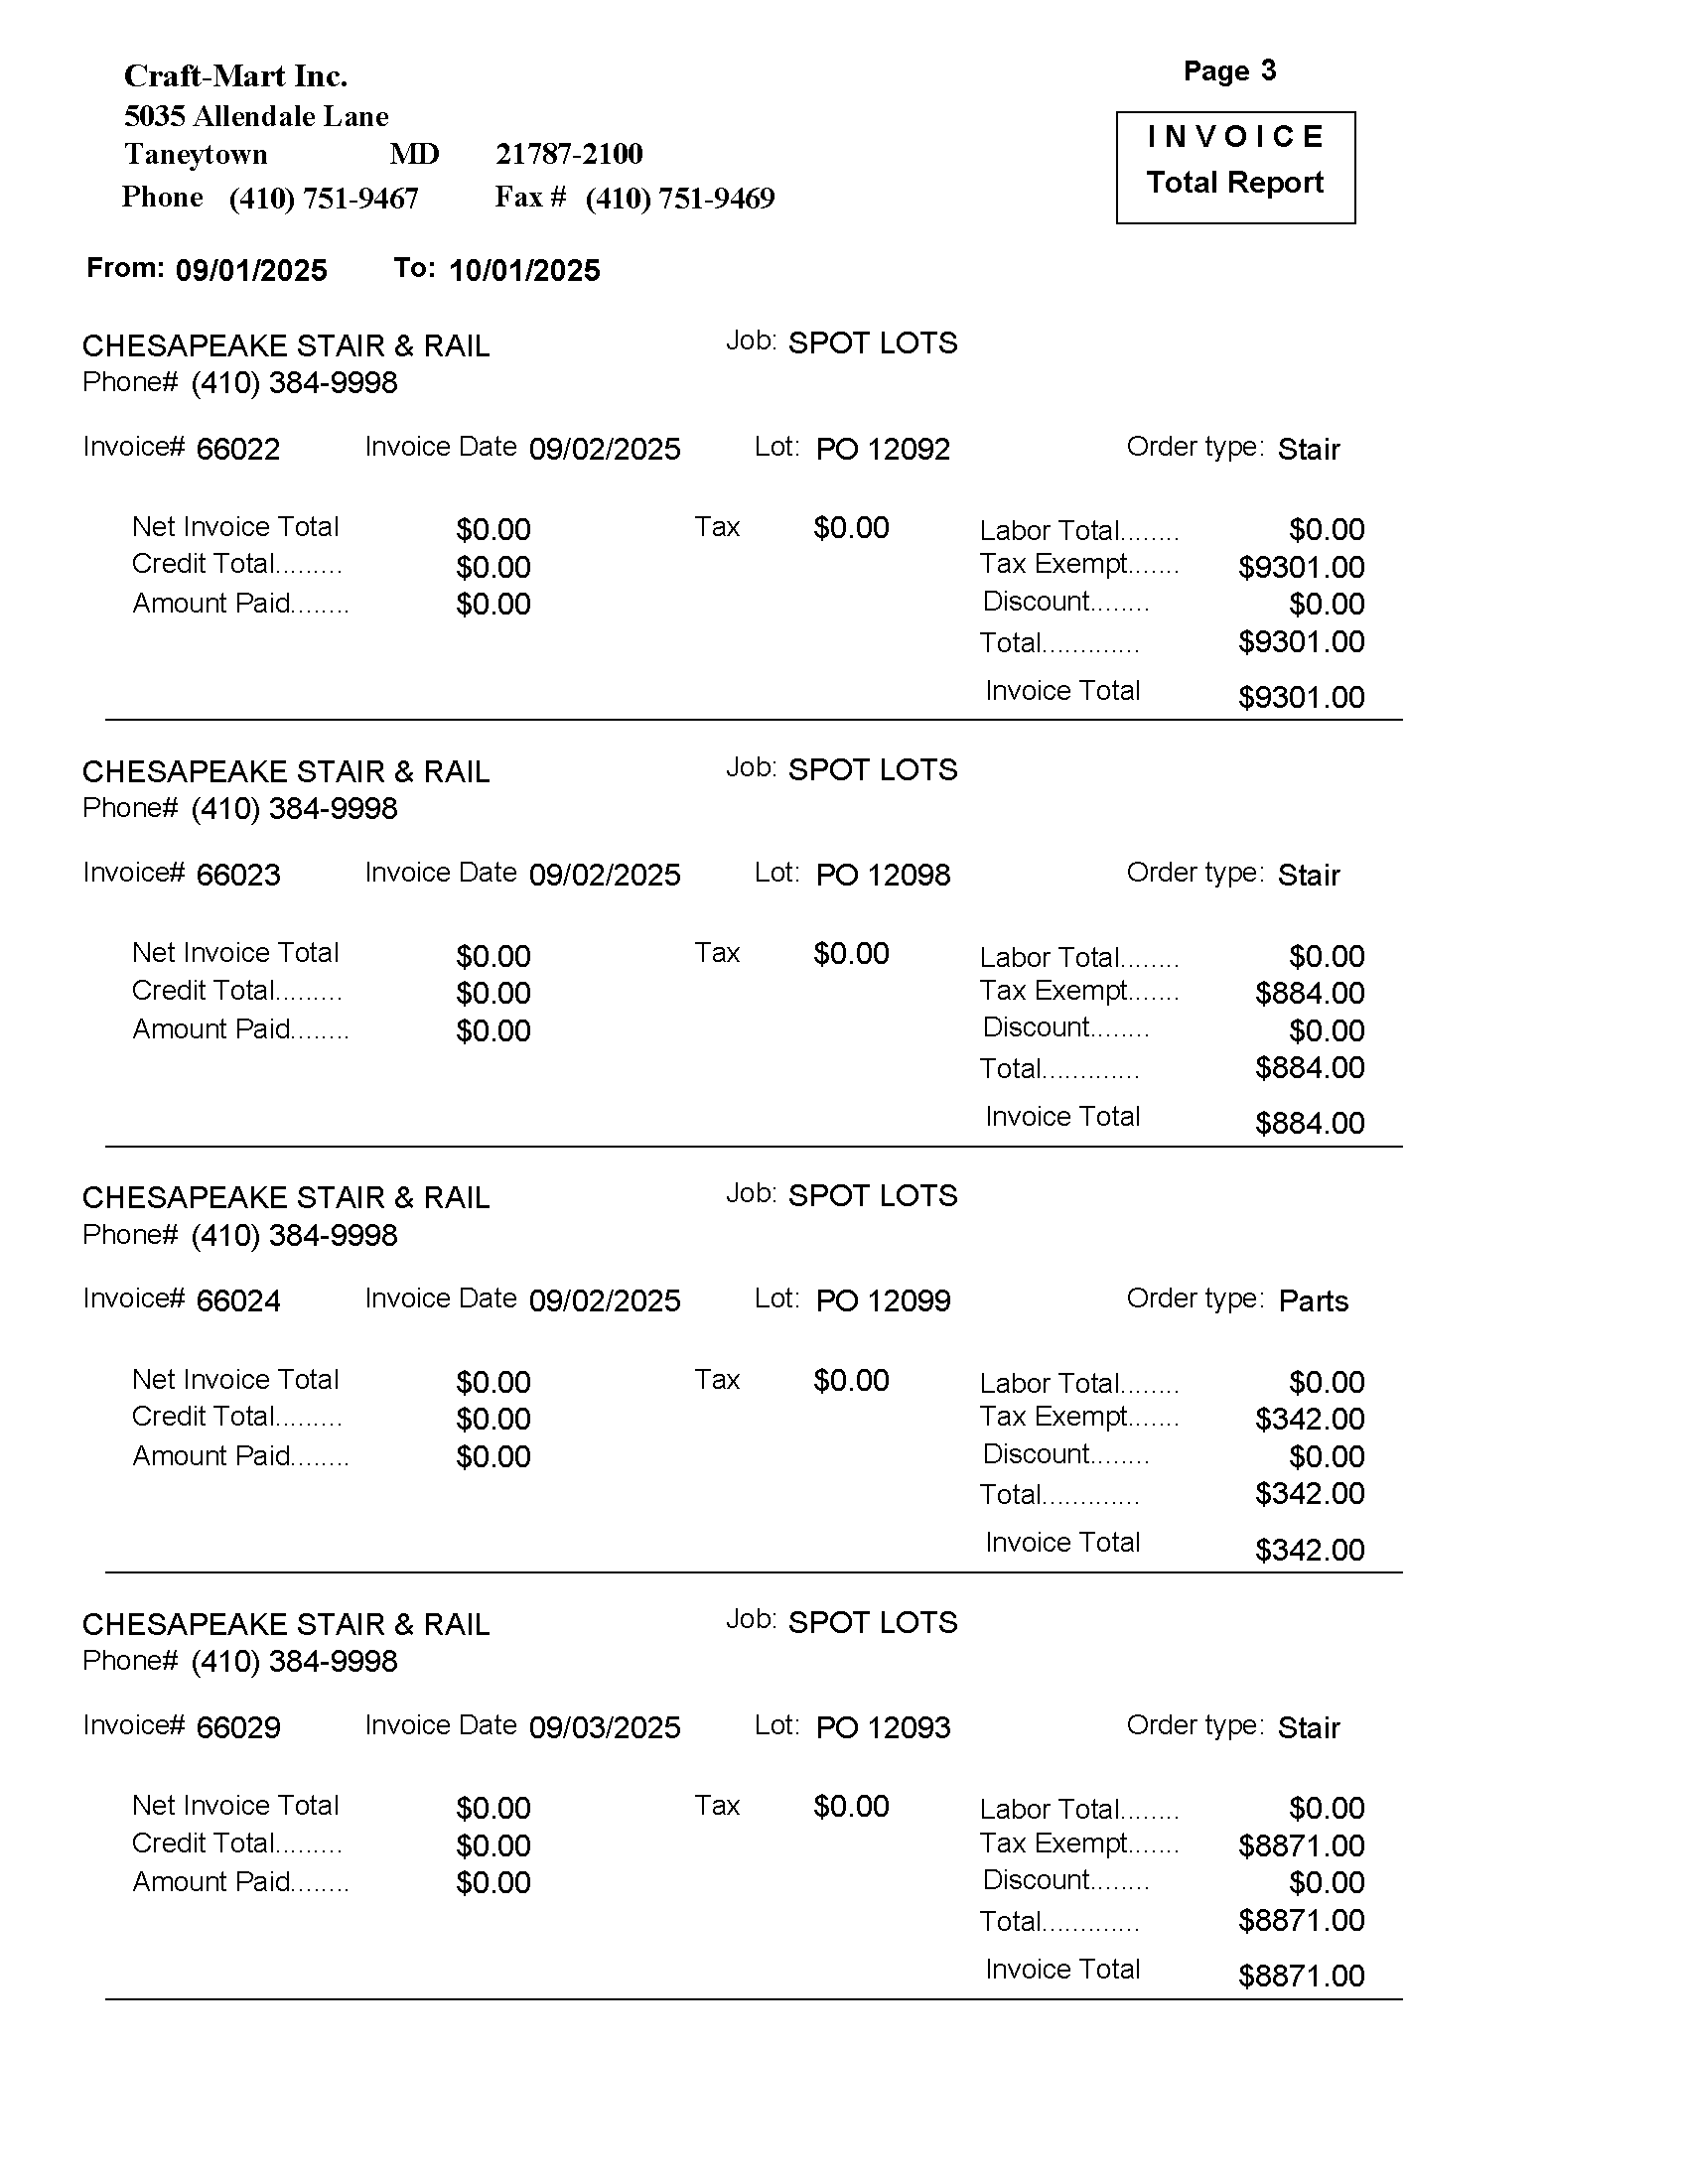 Craft-Mart Inc.
Page 3
5035 Allendale Lane
Taneytown MD 21787-2100
Phone (410) 751-9467 Fax # (410) 751-9469
INVOICE
Total Report
From: 09/01/2025 To: 10/01/2025
CHESAPEAKE STAIR & RAIL Job: SPOT LOTS
Phone# (410) 384-9998
Invoice# 66022 Invoice Date 09/02/2025 Lot: PO 12092 Order type: Stair
Net Invoice Total $0.00 Tax $0.00 Labor Total........ $0.00
Credit Total......... $0.00 Tax Exempt....... $9301.00
Amount Paid........ $0.00 Discount........ $0.00
Total............. $9301.00
Invoice Total $9301.00
CHESAPEAKE STAIR & RAIL Job: SPOT LOTS
Phone# (410) 384-9998
Invoice# 66023 Invoice Date 09/02/2025 Lot: PO 12098 Order type: Stair
Net Invoice Total $0.00 Tax $0.00 Labor Total........ $0.00
Credit Total......... $0.00 Tax Exempt....... $884.00
Amount Paid........ $0.00 Discount........ $0.00
Total............. $884.00
Invoice Total $884.00
CHESAPEAKE STAIR & RAIL Job: SPOT LOTS
Phone# (410) 384-9998
Invoice# 66024 Invoice Date 09/02/2025 Lot: PO 12099 Order type: Parts
Net Invoice Total $0.00 Tax $0.00 Labor Total........ $0.00
Credit Total......... $0.00 Tax Exempt....... $342.00
Amount Paid........ $0.00 Discount........ $0.00
Total............. $342.00
Invoice Total $342.00
CHESAPEAKE STAIR & RAIL Job: SPOT LOTS
Phone# (410) 384-9998
Invoice# 66029 Invoice Date 09/03/2025 Lot: PO 12093 Order type: Stair
Net Invoice Total $0.00 Tax $0.00 Labor Total........ $0.00
Credit Total......... $0.00 Tax Exempt....... $8871.00
Amount Paid........ $0.00 Discount........ $0.00
Total............. $8871.00
Invoice Total $8871.00